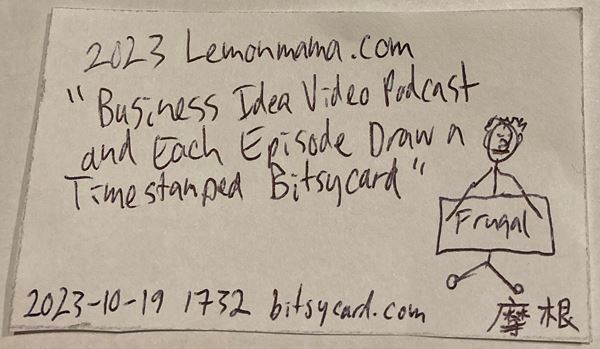 2023 Lemonmama.com
"Business Idea Video Podcast
and Each Episode Drawn
Timestamped Bitsycard"
Frugal
2023-10-19 1732 bitsycard.com 摩根